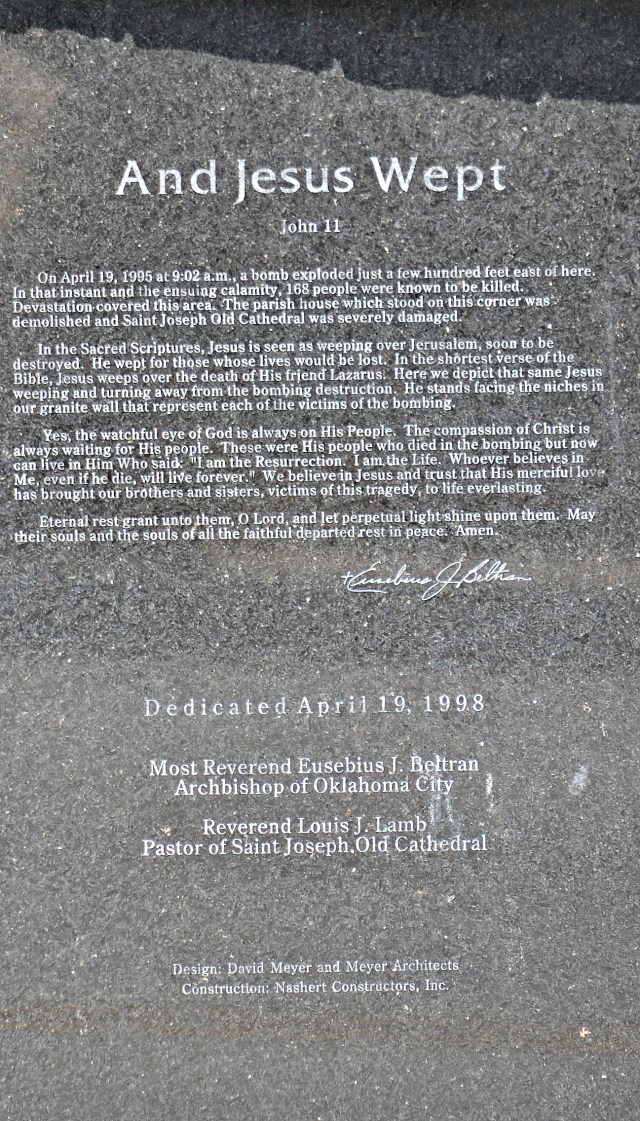 And Jesus Wept
John 11
On April 19, 1995 at 9:02 a.m., a bomb exploded just a few hundred feet east of here.
In that instant and the ensuing calamity, 168 people were known to be killed.
Devastation covered this area. The parish house which stood on this corner was
demolished and Saint Joseph Old Cathedral was severely damaged.
In the Sacred Scriptures, Jesus is seen as weeping over Jerusalem, soon to be
destroyed. He wept for those whose lives would be lost. In the shortest verse of the
Bible, Jesus weeps over the death of His friend Lazarus. Here we depict that same Jesus
weeping and turning away from the bombing destruction. He stands facing the niches in
our granite wall that represent each of the victims of the bombing.
Yes, the watchful eye of God is always on His People. The compassion of Christ is
always waiting for His people. These were His people who died in the bombing but now
can live in Him Who said: "I am the Resurrection. I am the Life. Whoever believes in
Me, even if he die, will live forever." We believe in Jesus and trust that His merciful love
has brought our brothers and sisters, victims of this tragedy, to life everlasting.
Eternal rest grant unto them, O Lord, and let perpetual light shine upon them. May
their souls and the souls of all the faithful departed rest in peace. Amen.
+Eusebius J. Beltran
Dedicated April 19, 1998
Most Reverend Eusebius J. Beltran
Archbishop of Oklahoma City
Reverend Louis J. Lamb
Pastor of Saint Joseph Old Cathedral
Design: David Meyer and Meyer Architects
Construction: Nashert Constructors, Inc.